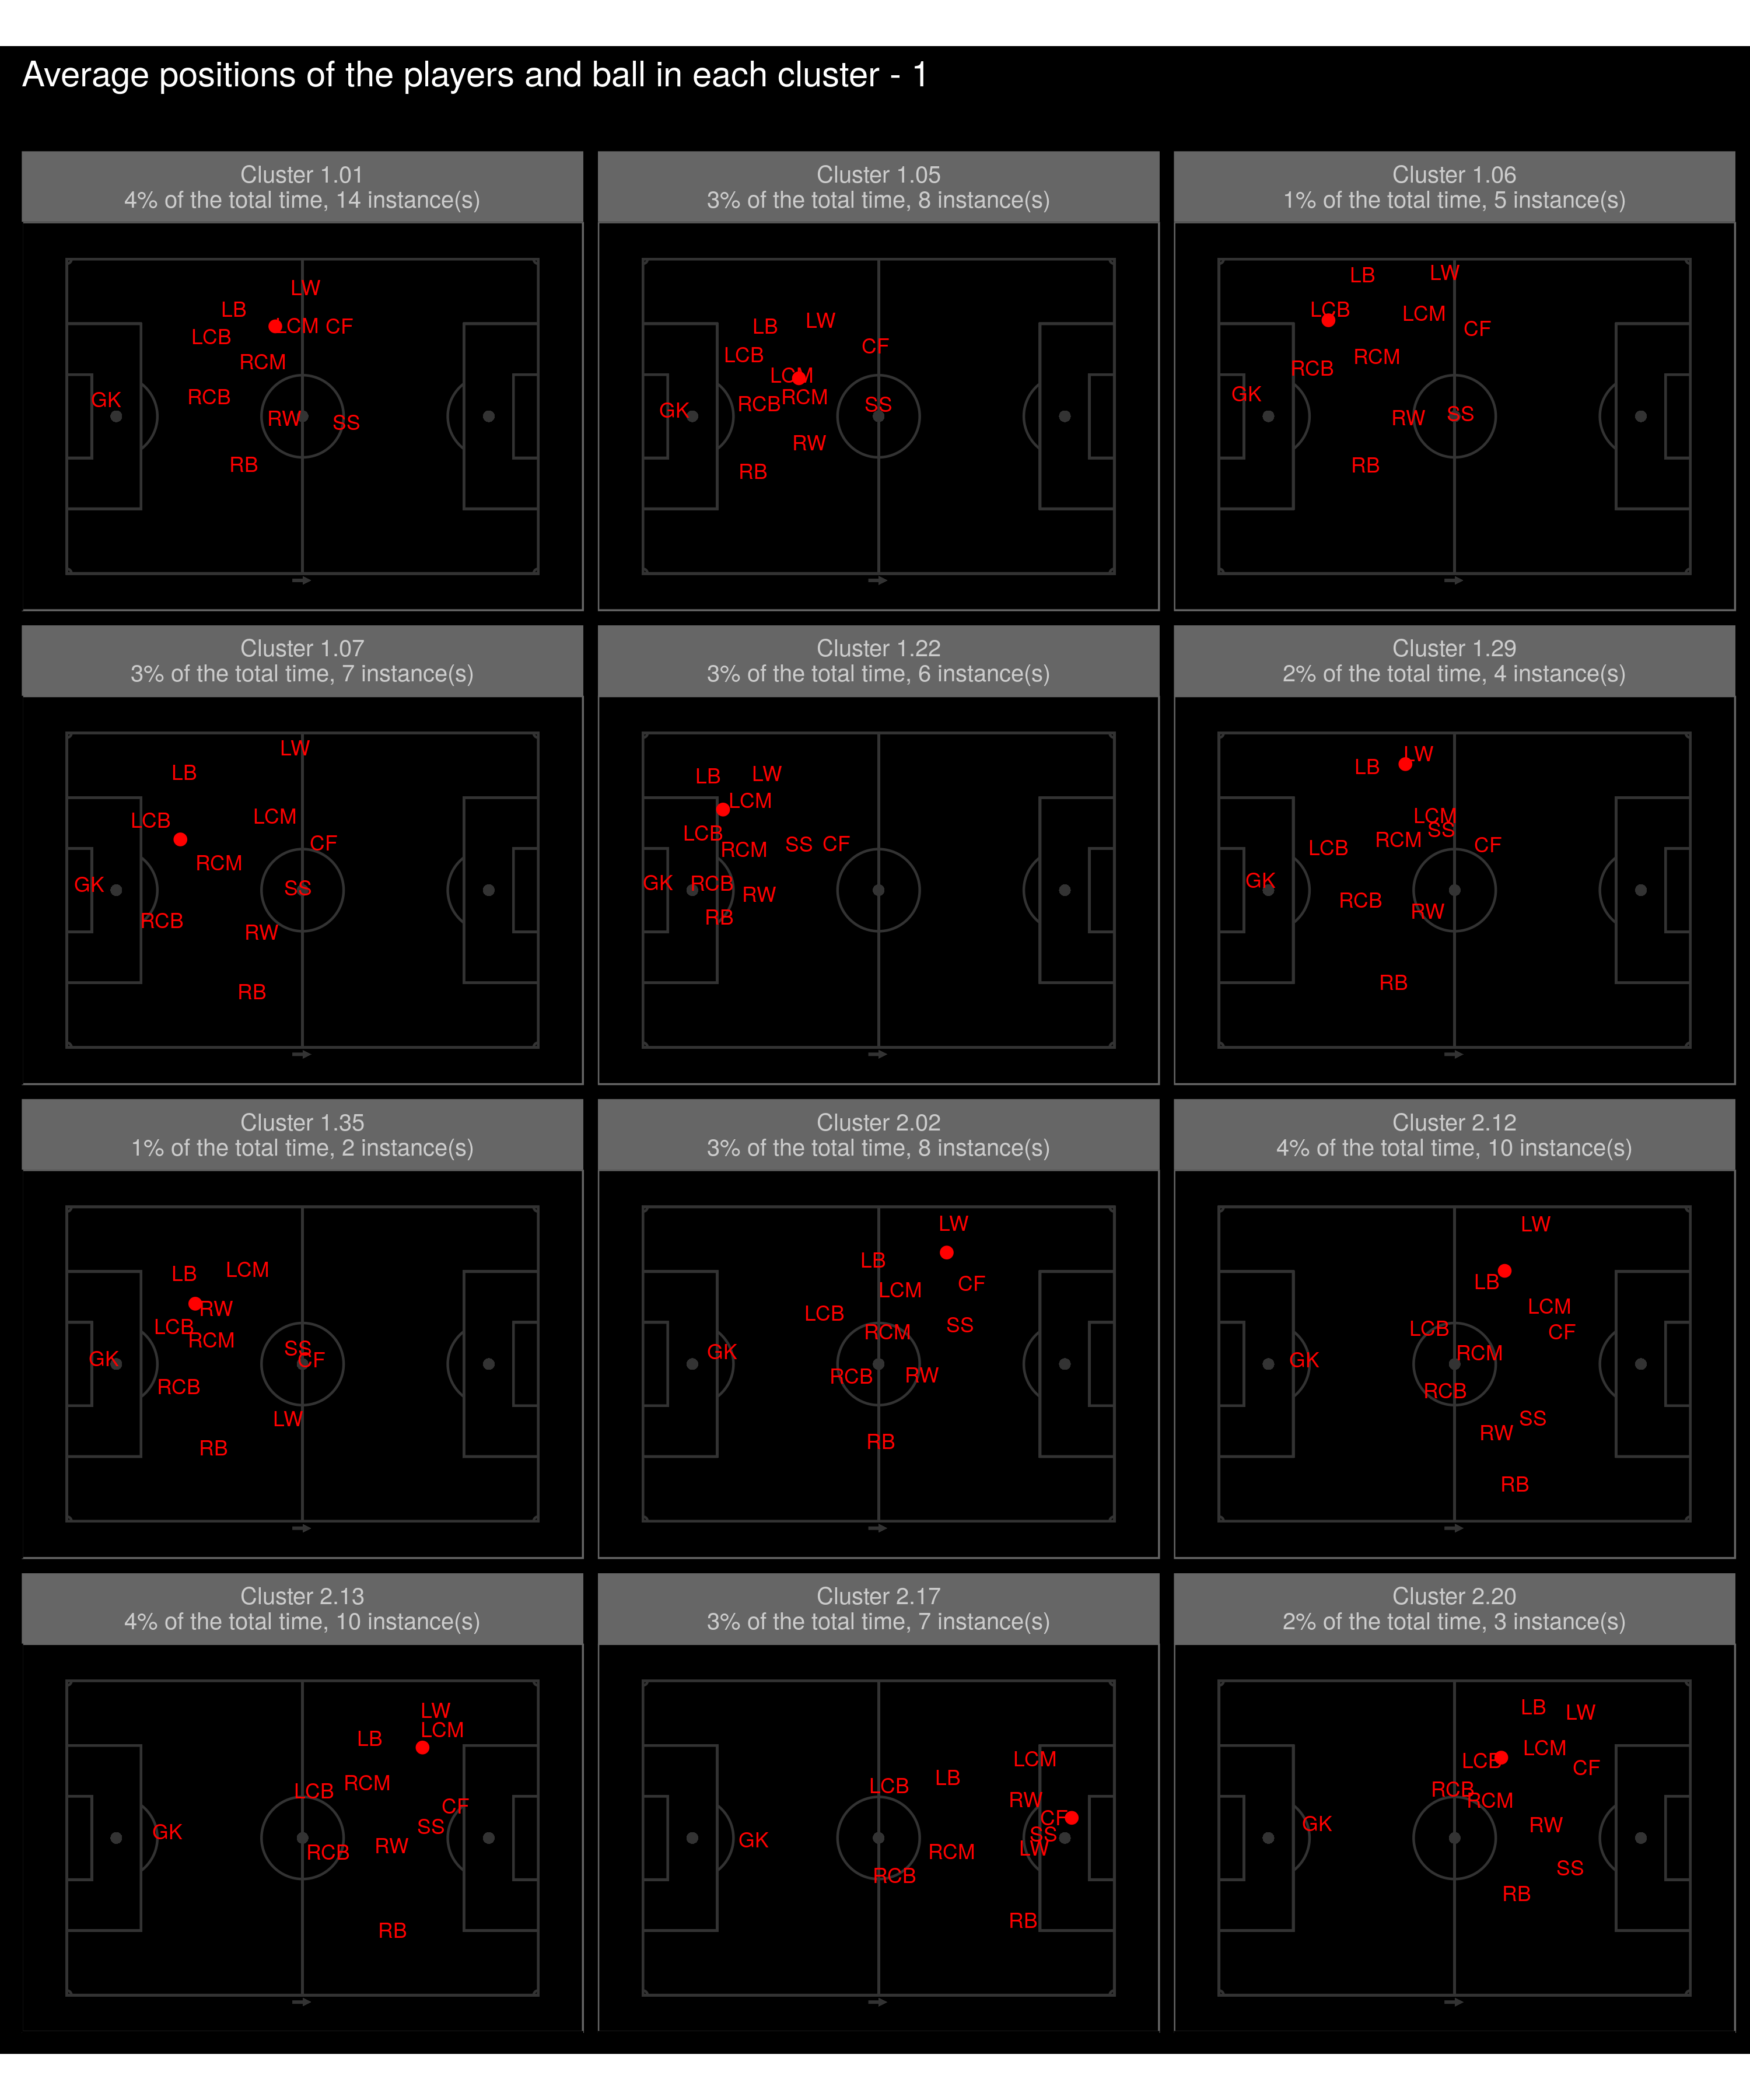 Average positions of the players and ball in each cluster - 1
Cluster 1.01
4% of the total time, 14 instance(s)
LW
LB
LCM CF
LCB
RCM
GK
RCB
RW
SS
RB
Cluster 1.05
3% of the total time, 8 instance(s)
LW
LB
CF
LCB
LCM
RCB
RCM
SS
GK
RW
RB
Cluster 1.06
1% of the total time, 5 instance(s)
LB
LW
LCB
LCM
CF
RCM
RCB
GK
RW
SS
RB
Cluster 1.07
3% of the total time, 7 instance(s)
LW
LB
LCB
LCM
CF
RCM
GK
SS
RCB
RW
RB
Cluster 1.22
3% of the total time, 6 instance(s)
LB
LW
LCM
LCB
RCM
SS
CF
GK
RCB
RW
RB
Cluster 1.29
2% of the total time, 4 instance(s)
LW
LB
LCM
SS
RCM
LCB
CF
GK
RCB
RW
RB
Cluster 1.35
1% of the total time, 2 instance(s)
LB
LCM
RW
LCB
RCM
SS
GK
CF
RCB
LW
RB
Cluster 2.02
3% of the total time, 8 instance(s)
LW
LB
CF
LCM
LCB
SS
RCM
GK
RCB
RW
RB
Cluster 2.12
4% of the total time, 10 instance(s)
LW
LB
LCM
LCB
CF
RCM
GK
RCB
SS
RW
RB
Cluster 2.13
4% of the total time, 10 instance(s)
LW
LCM
LB
RCM
LCB
CF
SS
GK
RW
RCB
RB
Cluster 2.17
3% of the total time, 7 instance(s)
LCM
LB
LCB
RW
CF
SS
GK
LW
RCM
RCB
RB
Cluster 2.20
2% of the total time, 3 instance(s)
LB
LW
LCM
LCB
CF
RCB
RCM
GK
RW
SS
RB